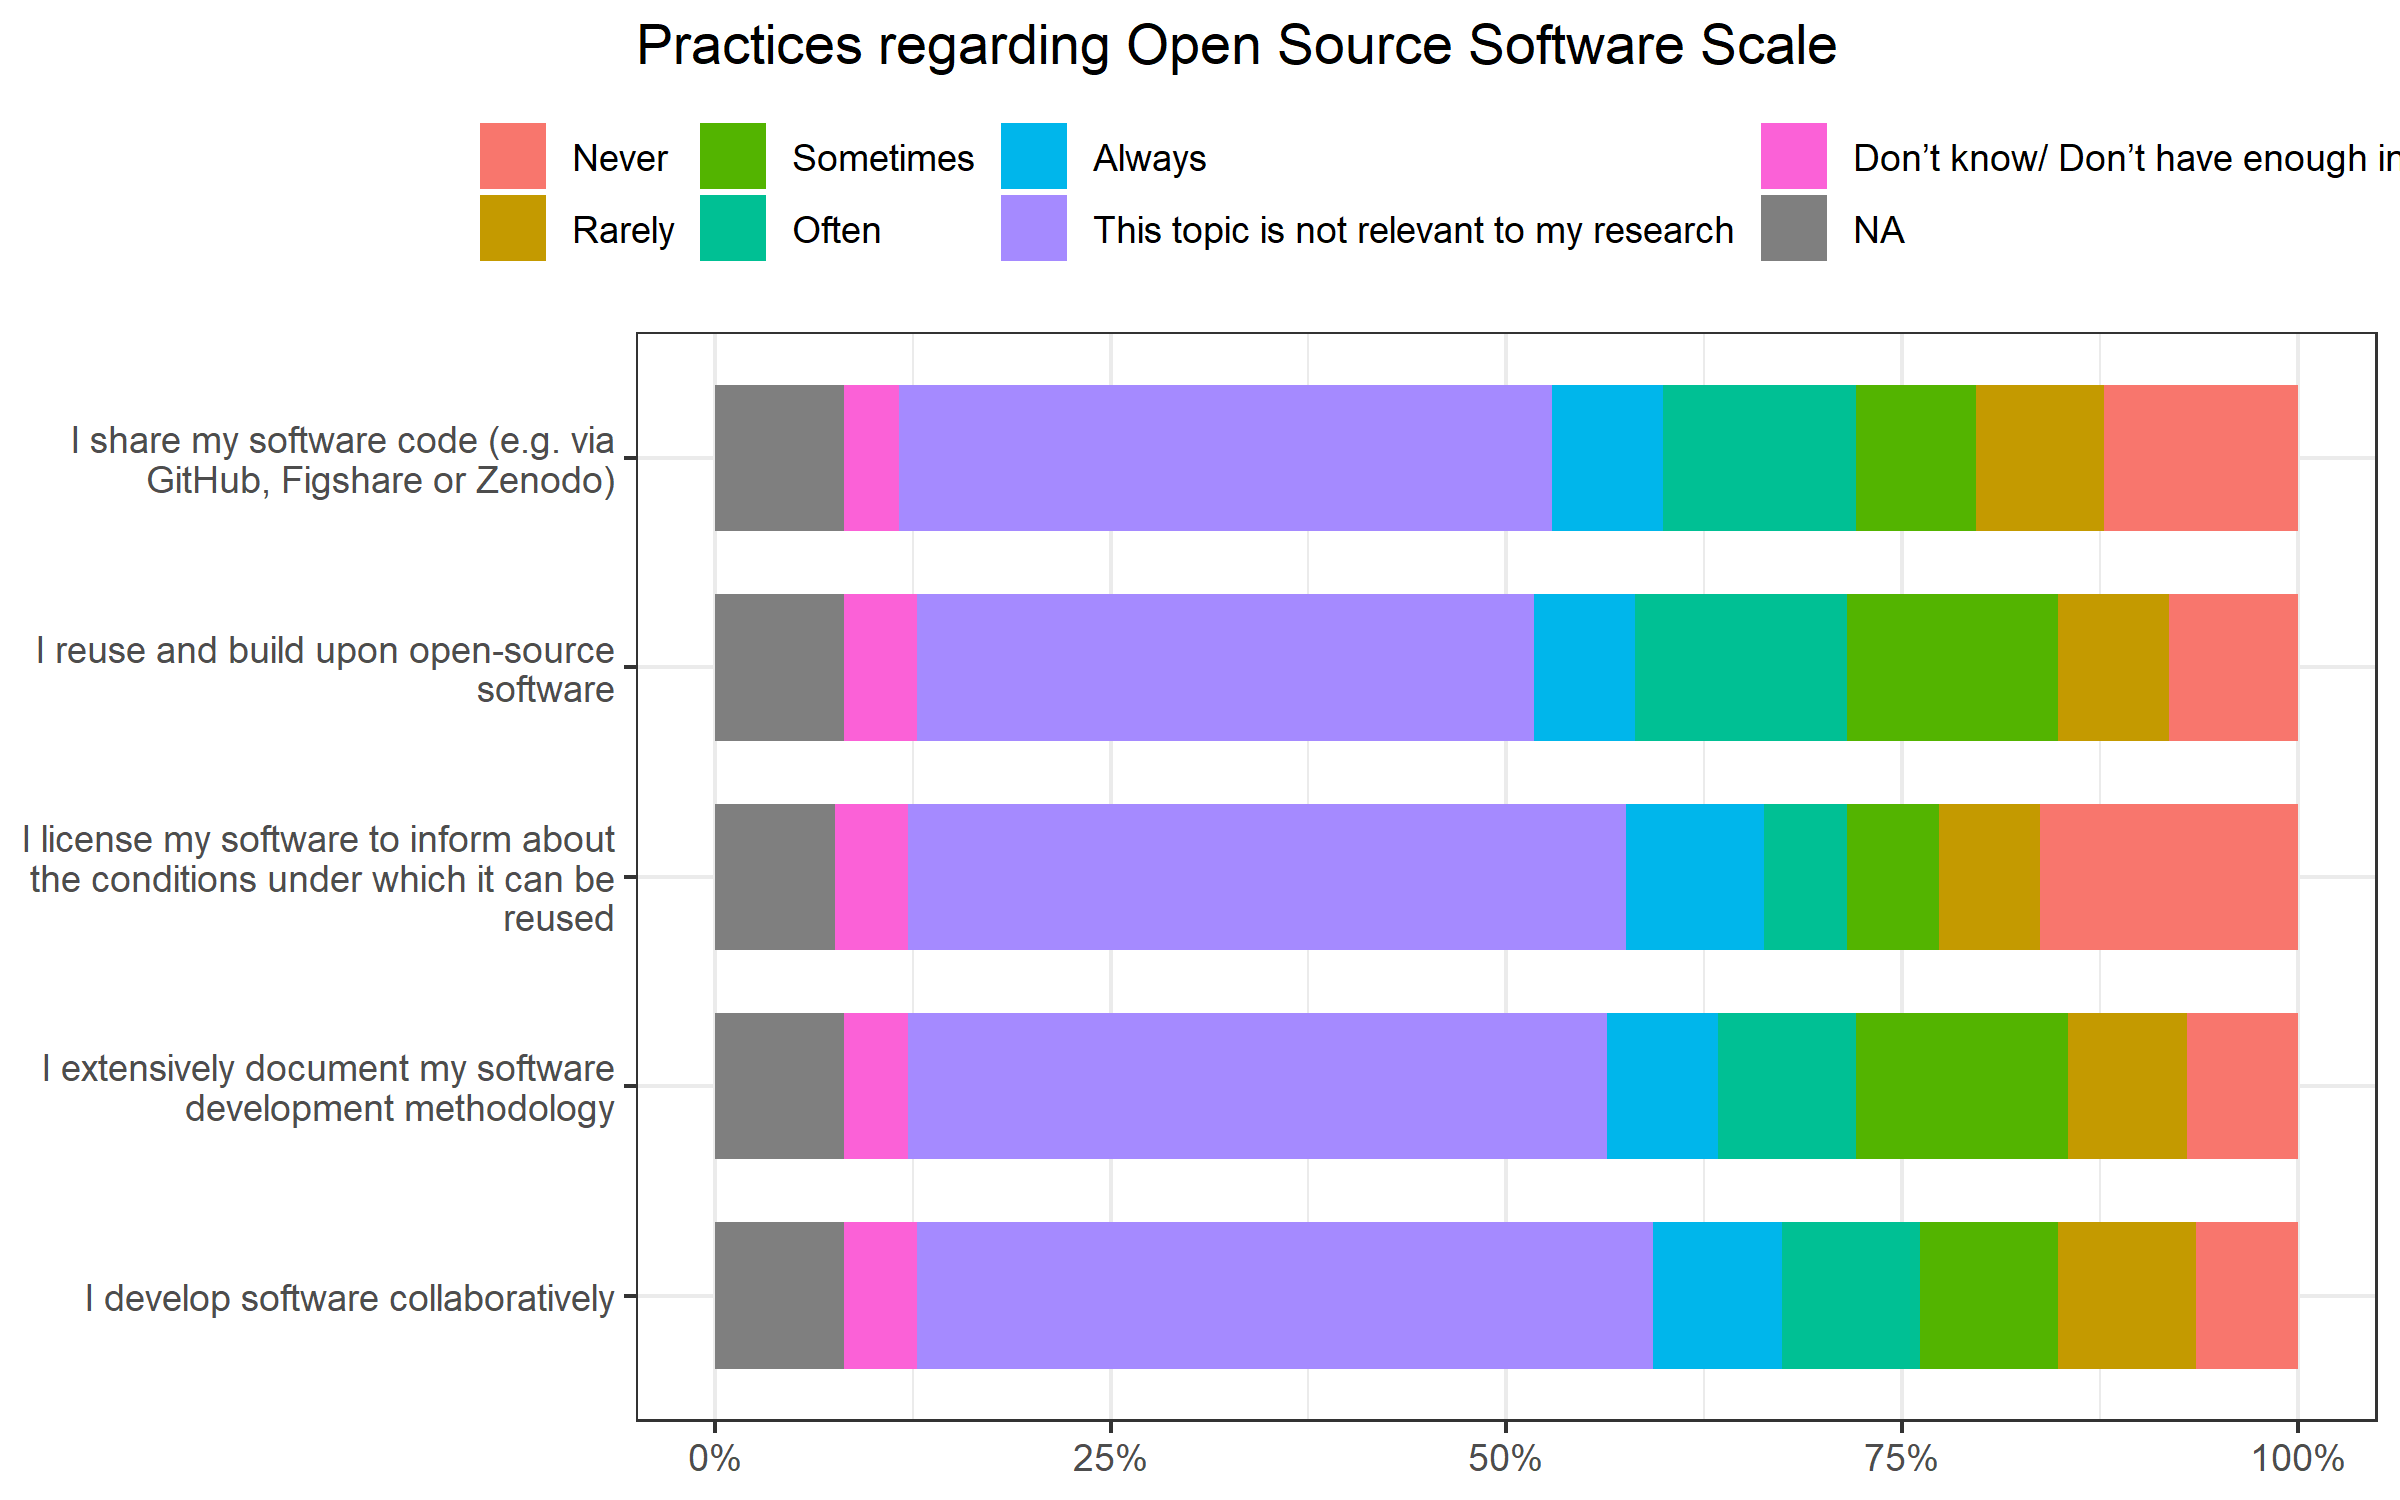 Practices regarding Open Source Software Scale
Never Sometimes Always Don’t know/ Don’t have enough
Rarely Often This topic is not relevant to my research NA
I share my software code (e.g. via
GitHub, Figshare or Zenodo)
I reuse and build upon open-source
software
I license my software to inform about
the conditions under which it can be
reused
I extensively document my software
development methodology
I develop software collaboratively
0% 25% 50% 75% 100%